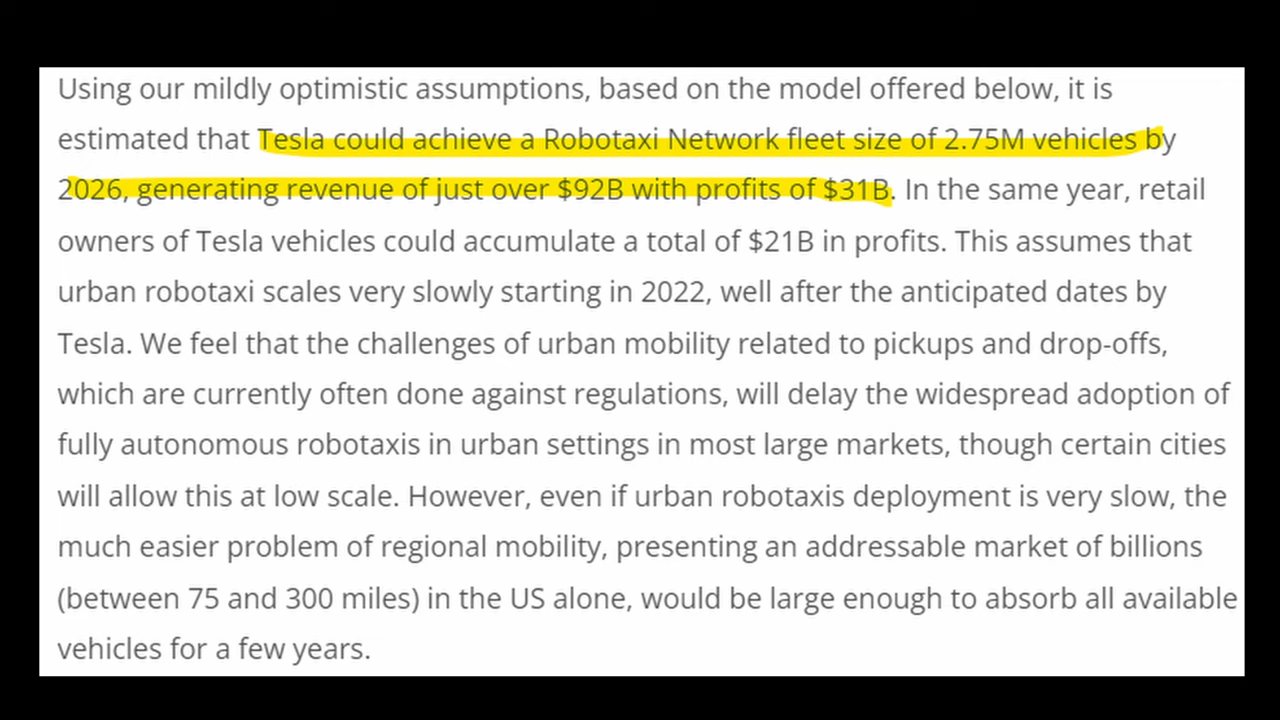 Using our mildly optimistic assumptions, based on the model offered below, it is
estimated that Tesla could achieve a Robotaxi Network fleet size of 2.75M vehicles by
2026, generating revenue of just over $92B with profits of $31B. In the same year, retail
owners of Tesla vehicles could accumulate a total of $21B in profits. This assumes that
urban robotaxi scales very slowly starting in 2022, well after the anticipated dates by
Tesla. We feel that the challenges of urban mobility related to pickups and drop-offs,
which are currently often done against regulations, will delay the widespread adoption of
fully autonomous robotaxis in urban settings in most large markets, though certain cities
will allow this at low scale. However, even if urban robotaxis deployment is very slow, the
much easier problem of regional mobility, presenting an addressable market of billions
(between 75 and 300 miles) in the US alone, would be large enough to absorb all available
vehicles for a few years.